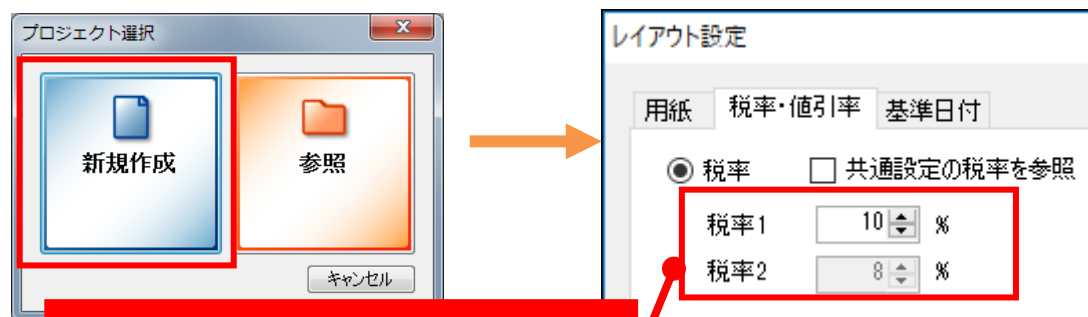 プロジェクト選択
x
新規作成
参照
キャンセル
レイアウト設定
用紙 税率・値引率 基準日付
税率 共通設定の税率を参照
税率1 10 %
税率2 8 %